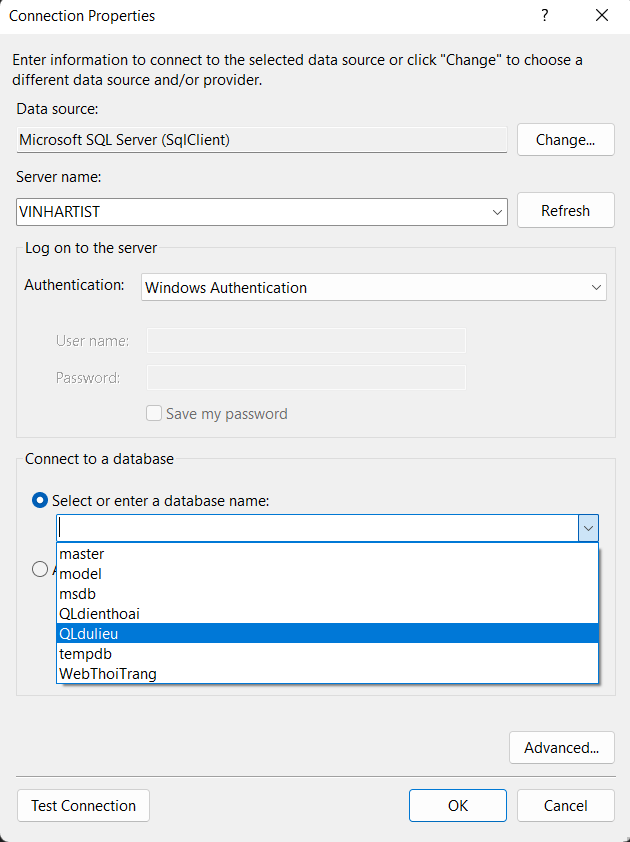 Connection Properties
?
Enter information to connect to the selected data source or click "Change" to choose a
different data source and/or provider.
Data source:
Microsoft SQL Server (SqlClient)
Change...
Server name:
VINHARTIST
Refresh
Log on to the server
Authentication:
Windows Authentication
User name:
Password:
Save my password
Connect to a database
Select or enter a database name:
master
model
msdb
QLdienthoai
QLdulieu
tempdb
WebThoiTrang
Advanced...
Test Connection
OK
Cancel